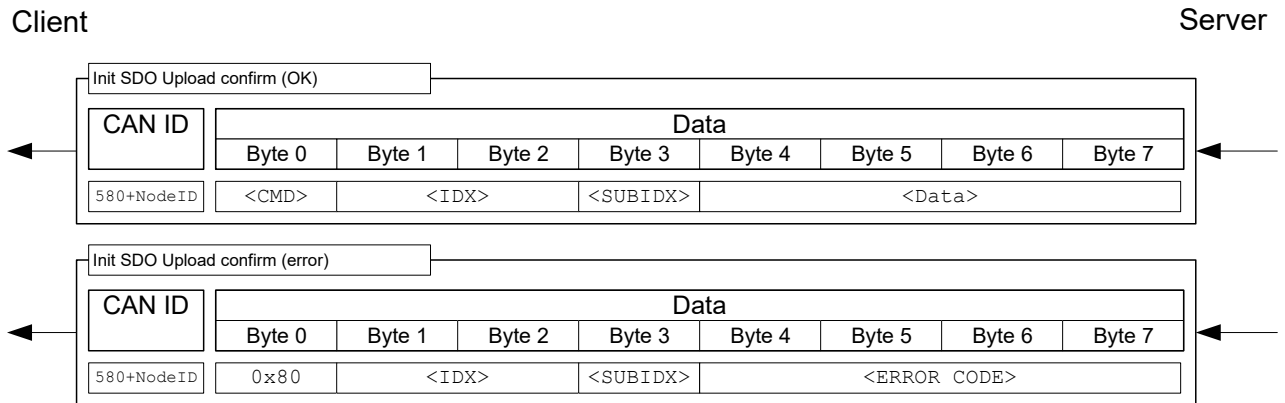 Client Server
Init SDO Upload confirm (OK)
CAN ID Data
Byte 0 Byte 1 Byte 2 Byte 3 Byte 4 Byte 5 Byte 6 Byte 7
580+NodeID <CMD> <IDX> <SUBIDX> <Data>
Init SDO Upload confirm (error)
CAN ID Data
Byte 0 Byte 1 Byte 2 Byte 3 Byte 4 Byte 5 Byte 6 Byte 7
580+NodeID 0x80 <IDX> <SUBIDX> <ERROR CODE>